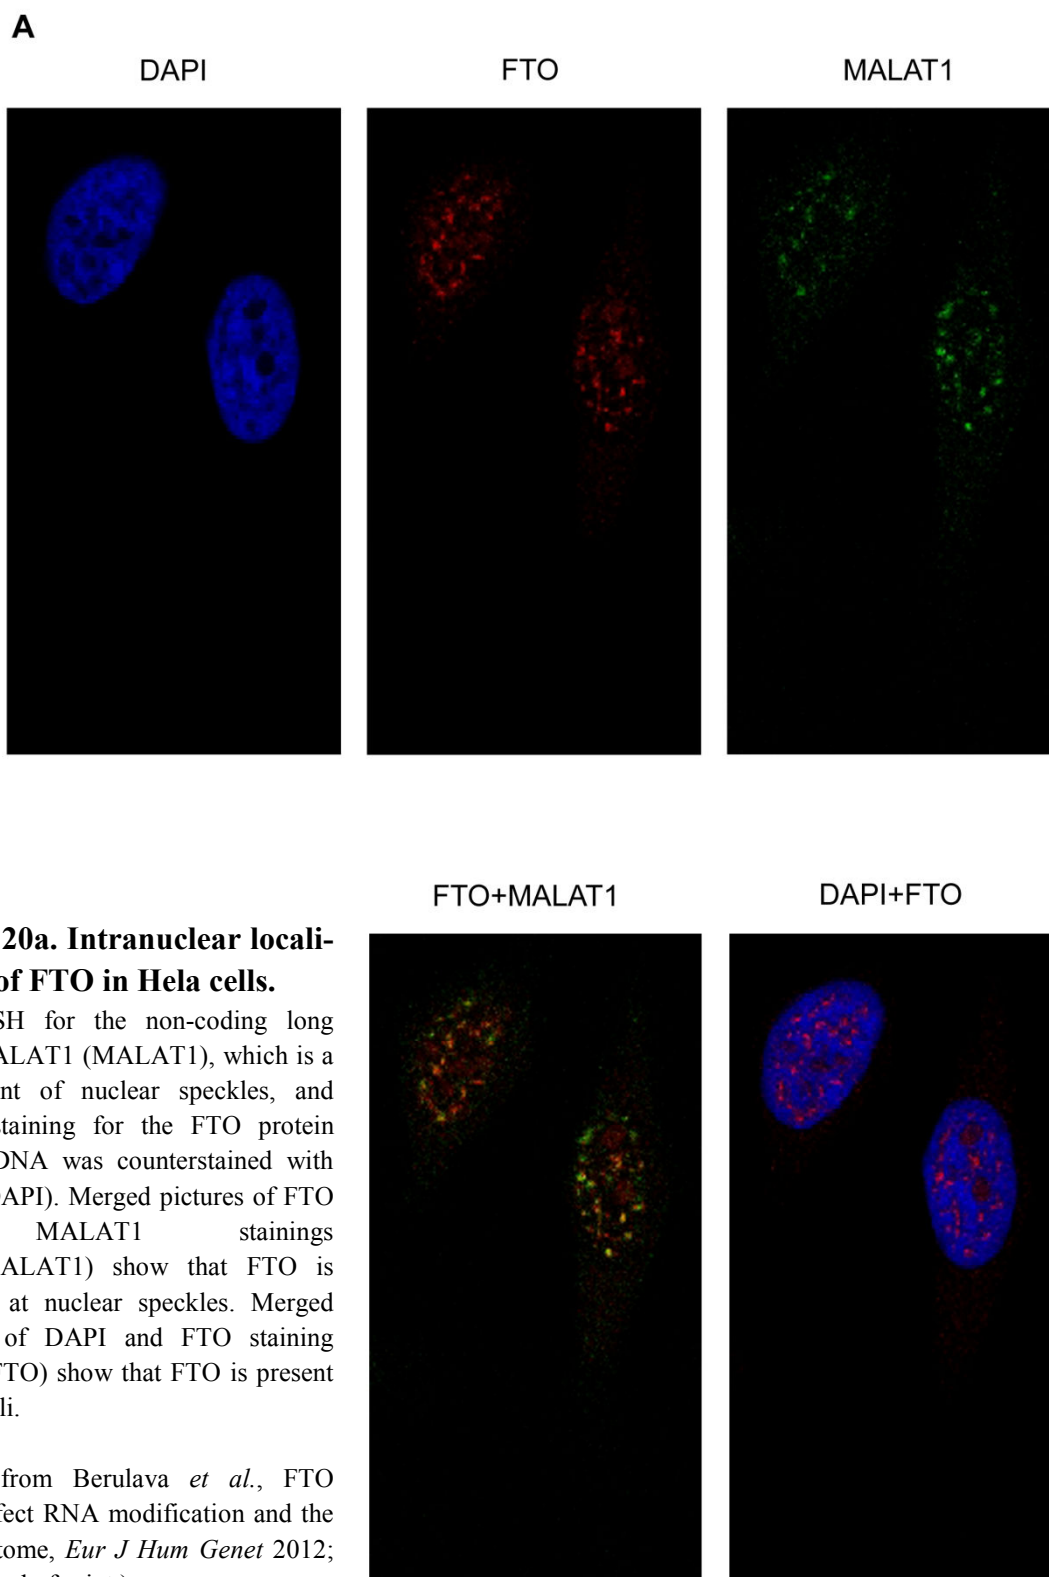 A
DAPI FTO MALAT1
FTO+MALAT1 DAPI+FTO
20a. Intranuclear locali-
of FTO in Hela cells.
SH for the non-coding long
ALAT1 (MALAT1), which is a
nt of nuclear speckles, and
staining for the FTO protein
DNA was counterstained with
DAPI). Merged pictures of FTO
MALAT1 stainings
ALAT1) show that FTO is
at nuclear speckles. Merged
of DAPI and FTO staining
FTO) show that FTO is present
li.
from Berulava et al., FTO
fect RNA modification and the
tome, Eur J Hum Genet 2012;